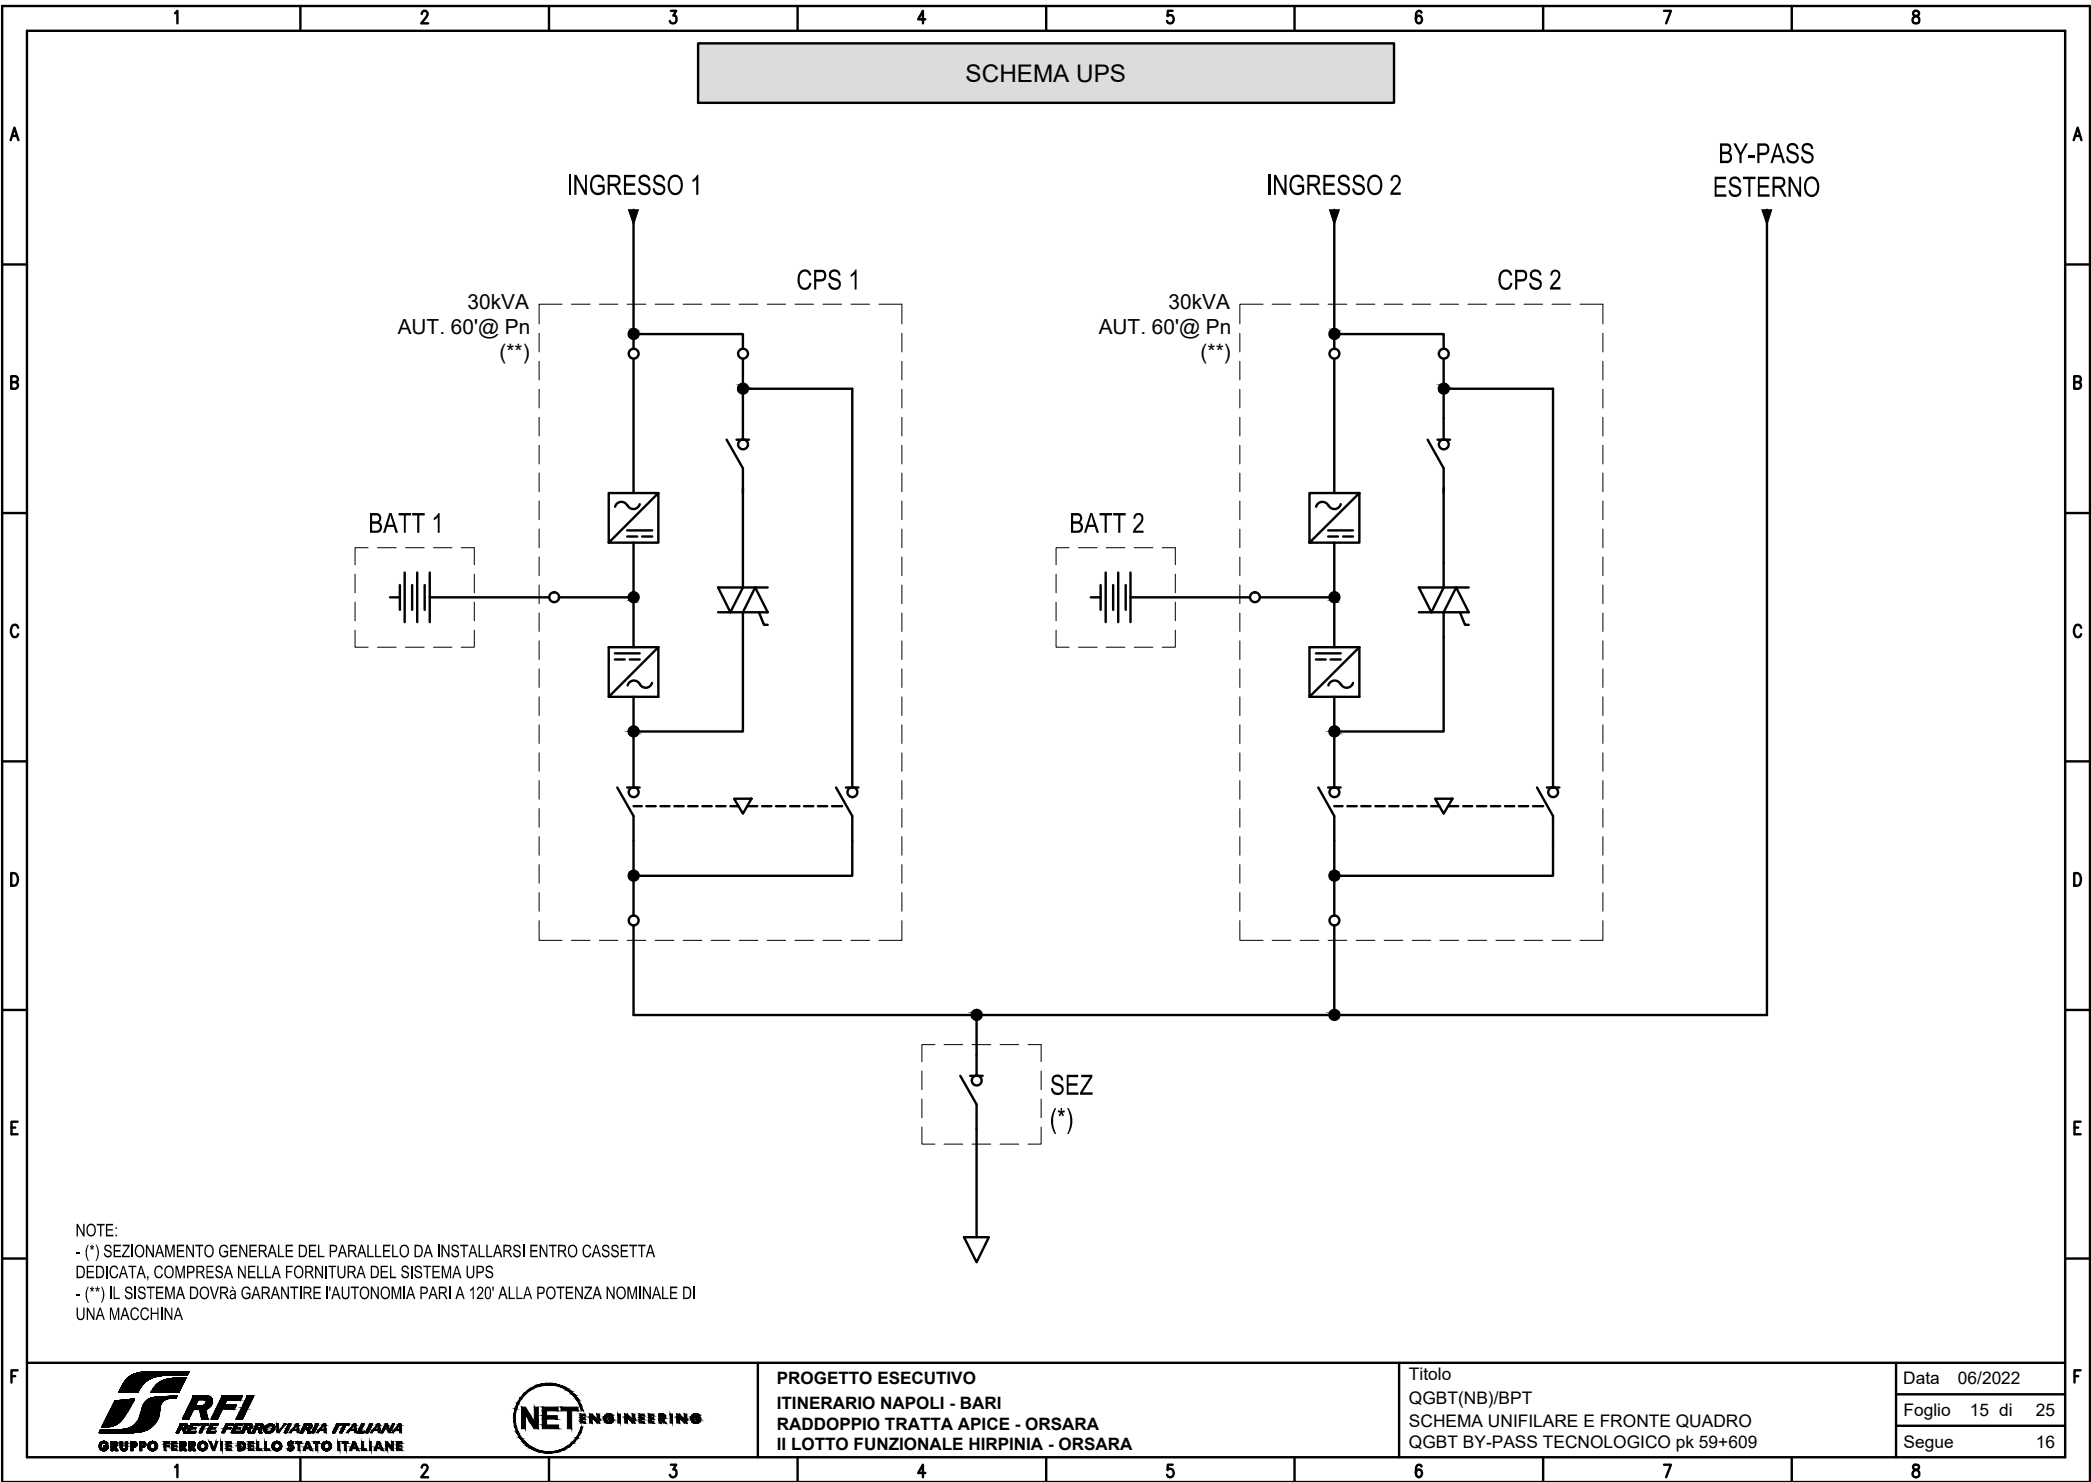 1 2 3 4 5 6 7 8
SCHEMA UPS
A A
BY-PASS
ESTERNO
INGRESSO 1
INGRESSO 2
CPS 1
CPS 2
30kVA
AUT. 60'@ Pn
(**)
30kVA
AUT. 60'@ Pn
(**)
B B
BATT 1
BATT 2
C C
D D
SEZ
(*)
E E
NOTE:
- (*) SEZIONAMENTO GENERALE DEL PARALLELO DA INSTALLARSI ENTRO CASSETTA
DEDICATA, COMPRESA NELLA FORNITURA DEL SISTEMA UPS
- (**) IL SISTEMA DOVRà GARANTIRE l'AUTONOMIA PARI A 120' ALLA POTENZA NOMINALE DI
UNA MACCHINA
F F
RFI
RETE FERROVIARIA ITALIANA
GRUPPO FERROVIE DELLO STATO ITALIANE
NET ENGINEERING
PROGETTO ESECUTIVO
ITINERARIO NAPOLI - BARI
RADDOPPIO TRATTA APICE - ORSARA
II LOTTO FUNZIONALE HIRPINIA - ORSARA
Titolo
QGBT(NB)/BPT
SCHEMA UNIFILARE E FRONTE QUADRO
QGBT BY-PASS TECNOLOGICO pk 59+609
Data 06/2022
Foglio 15 di 25
Segue 16
1 2 3 4 5 6 7 8